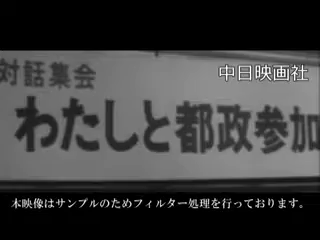 対話集会
中日映画社
わたしと都政参加
本映像はサンプルのためフィルター処理を行っております。